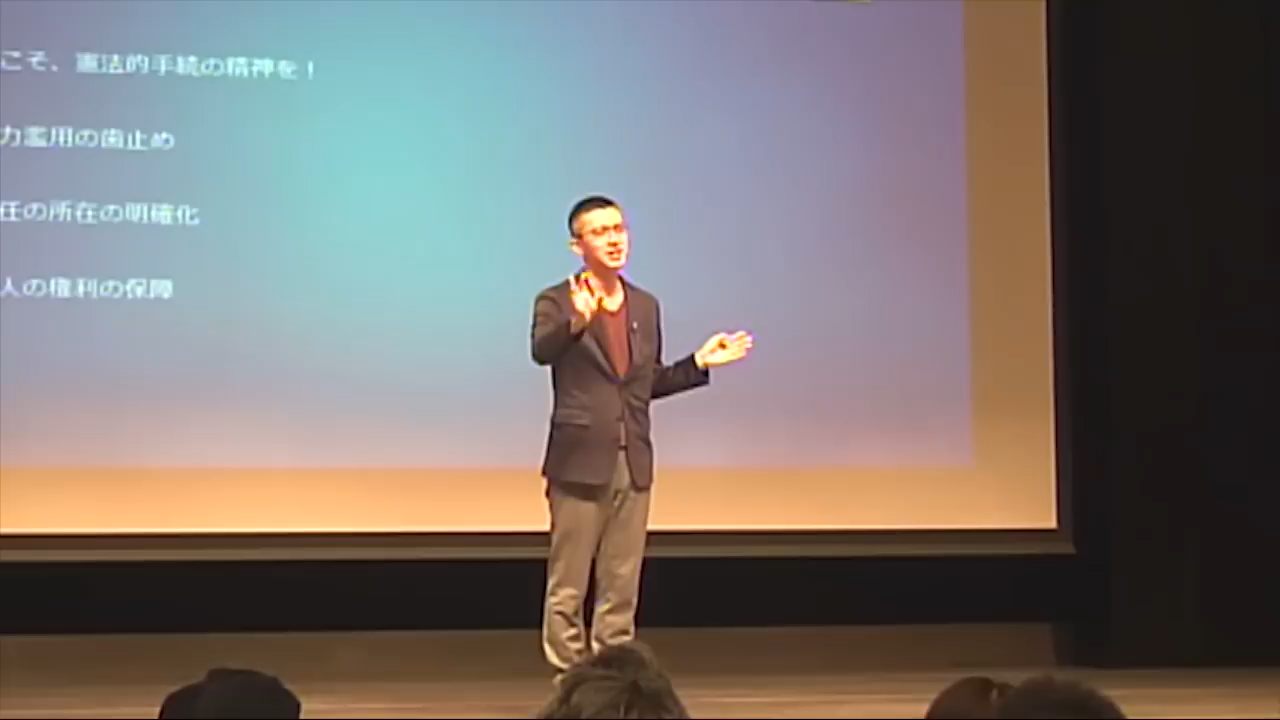 こそ、憲法的手続の精神を!
力濫用の歯止め
任の所在の明確化
人の権利の保障